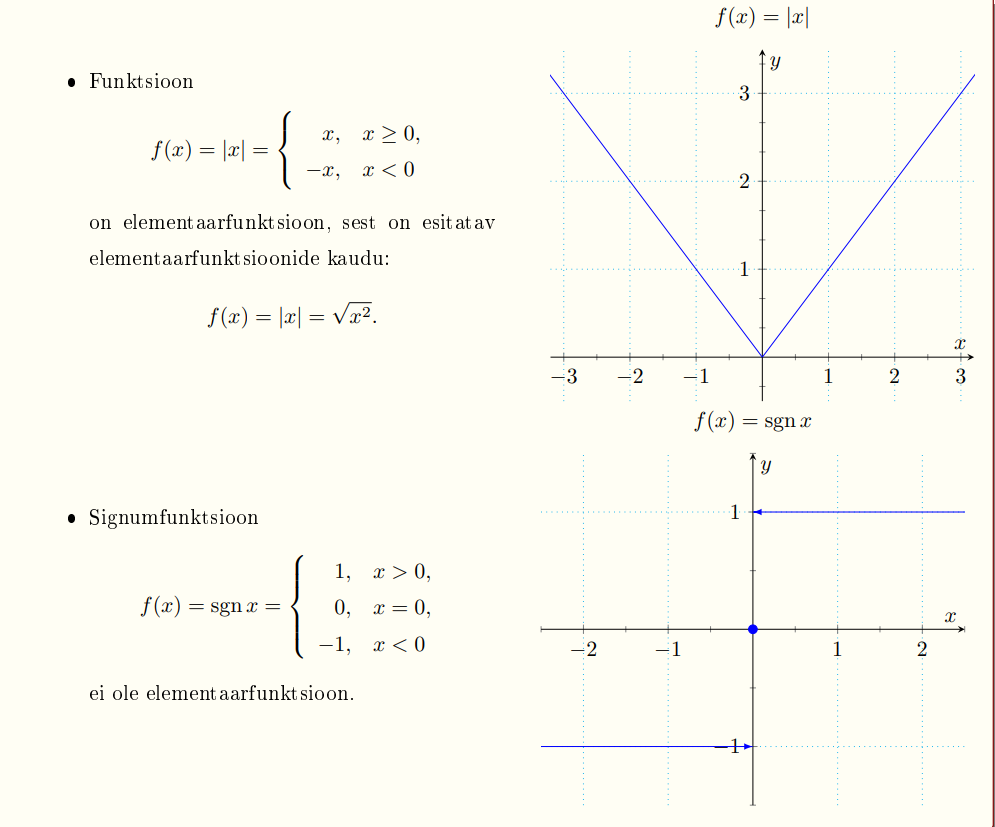 f(x) = |x|
• Funktsioon
f(x) = |x| = { x, x ≥ 0,
−x, x < 0
on elementaarfunktsioon, sest on esitatav
elementaarfunktsioonide kaudu:
f(x) = |x| = √x².
y
3
2
1
x
−3 −2 −1 1 2 3
f(x) = sgn x
• Signumfunktsioon
f(x) = sgn x = { 1, x > 0,
0, x = 0,
−1, x < 0
ei ole elementaarfunktsioon.
y
1
x
−2 −1 1 2
−1